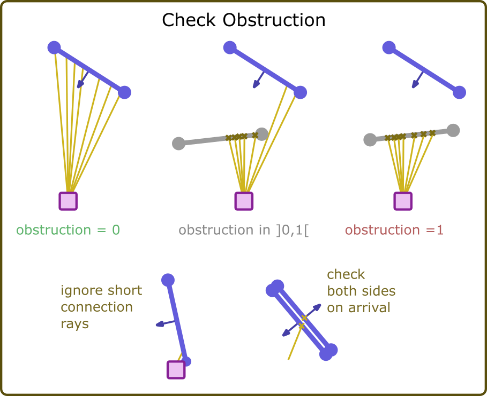 Check Obstruction
obstruction = 0
obstruction in ]0,1[
obstruction =1
ignore short
connection
rays
check
both sides
on arrival